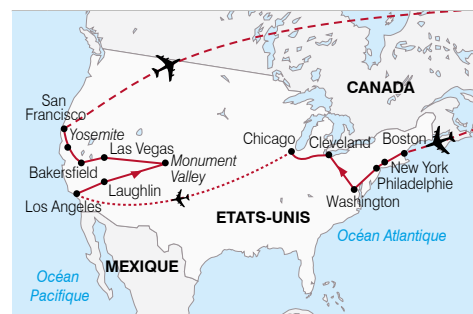 CANADA
San
Francisco
Yosemite
Las Vegas
Bakersfield
Monument
Valley
Laughlin
Los Angeles
Chicago
Cleveland
Boston
New York
Philadelphie
Washington
ETATS-UNIS
Océan Atlantique
MEXIQUE
Océan
Pacifique